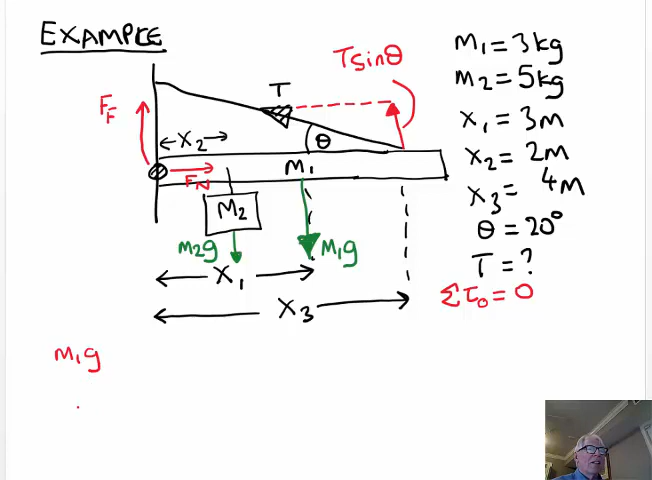 EXAMPLE
T sinθ
T
F_F
x₂
θ
F_N
M₁
M₂
M₂g
M₁g
x₁
x₃
M₁ = 3kg
M₂ = 5kg
x₁ = 3M
x₂ = 2M
x₃ = 4M
θ = 20°
T = ?
Στ₀ = 0
M₁g